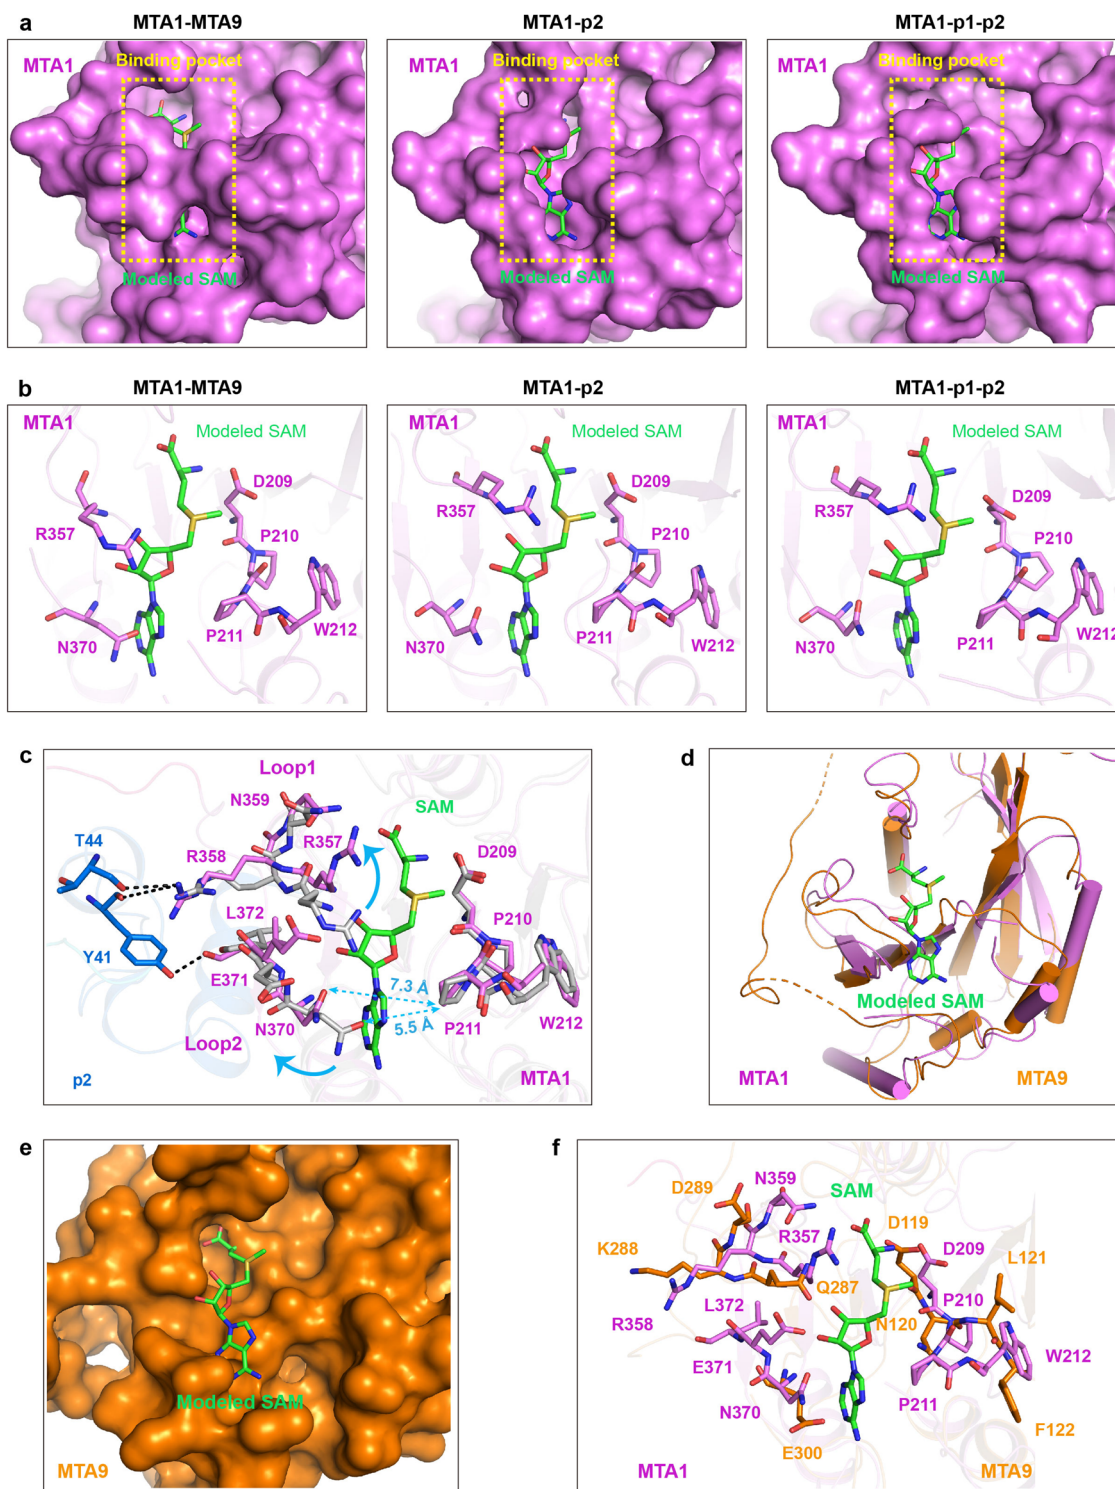 a
MTA1-MTA9
MTA1-p2
MTA1-p1-p2
MTA1
Binding pocket
Modeled SAM
MTA1
Binding pocket
Modeled SAM
MTA1
Binding pocket
Modeled SAM
b
MTA1-MTA9
MTA1-p2
MTA1-p1-p2
MTA1
Modeled SAM
D209
R357
P210
P211
W212
N370
MTA1
Modeled SAM
D209
R357
P210
P211
W212
N370
MTA1
Modeled SAM
D209
R357
P210
P211
W212
N370
c
Loop1
N359
SAM
T44
R358
R357
D209
L372
P210
Y41
E371
7.3 Å
N370
5.5 Å
P211
W212
Loop2
p2
MTA1
d
Modeled SAM
MTA1
MTA9
e
Modeled SAM
MTA9
f
N359
SAM
D289
D119
R357
D209
K288
L121
Q287
L372
P210
N120
R358
E371
W212
P211
N370
F122
E300
MTA1
MTA9